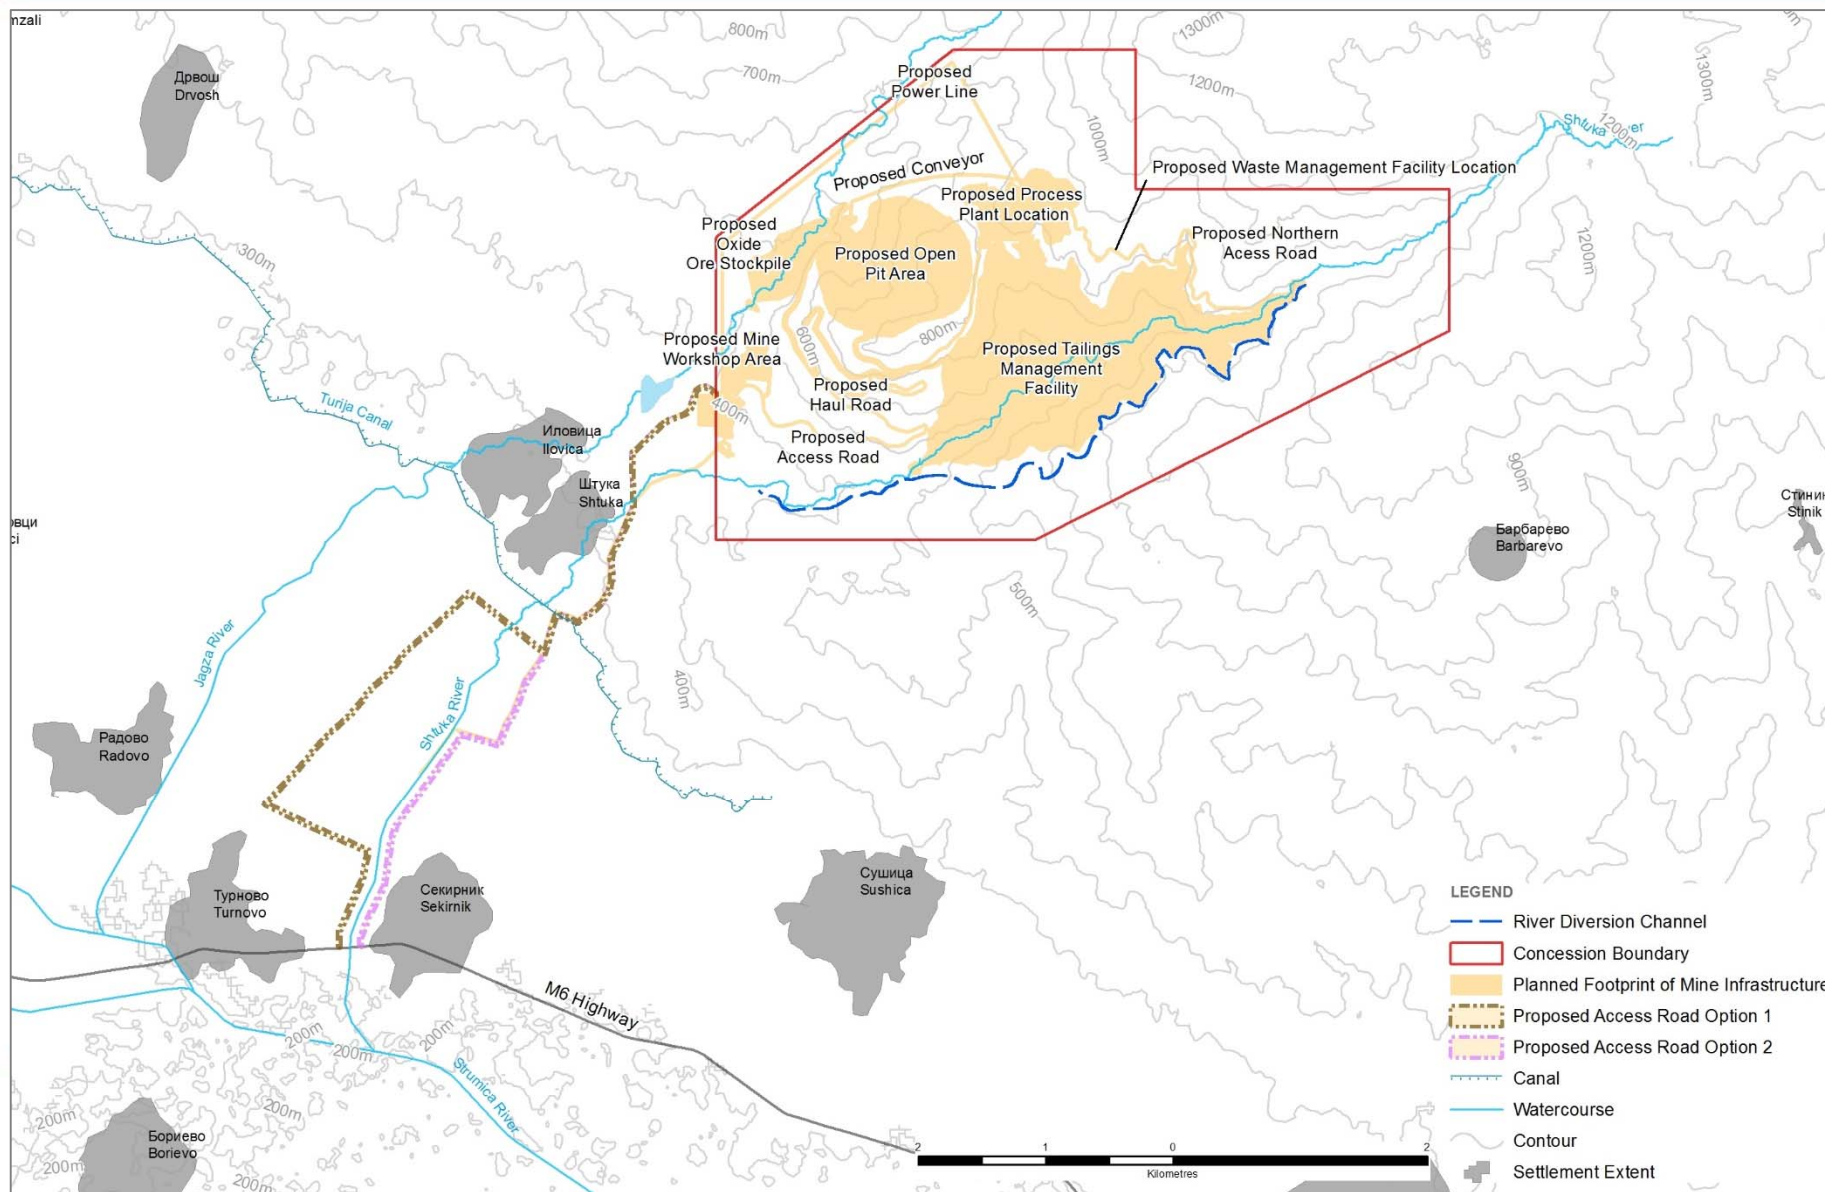 nzali
Дрвош
Drvosh
800m
700m
1300m
1200m
1300m
Proposed
Power Line
1000m
Shtuka
1200m
Proposed Conveyor
Proposed Waste Management Facility Location
Proposed Process
Plant Location
Proposed
Oxide
Ore Stockpile
Proposed Open
Pit Area
Proposed Northern
Acess Road
1200m
300m
Proposed Mine
Workshop Area
600m
800m
Proposed Tailings
Management
Facility
Proposed
Haul Road
400m
Proposed
Access Road
Turija Canal
Иловица
Ilovica
Штука
Shtuka
900m
Стиник
Stinik
Барбарево
Barbarevo
овци
ci
500m
400m
Jagza River
Shtuka River
Радово
Radovo
Турново
Turnovo
Секирник
Sekirnik
Сушица
Sushica
M6 Highway
200m
200m
200m
Strumica River
200m
200m
200m
200m
Бориево
Borievo
LEGEND
River Diversion Channel
Concession Boundary
Planned Footprint of Mine Infrastructure
Proposed Access Road Option 1
Proposed Access Road Option 2
Canal
Watercourse
Contour
Settlement Extent
2 1 0 2
Kilometres